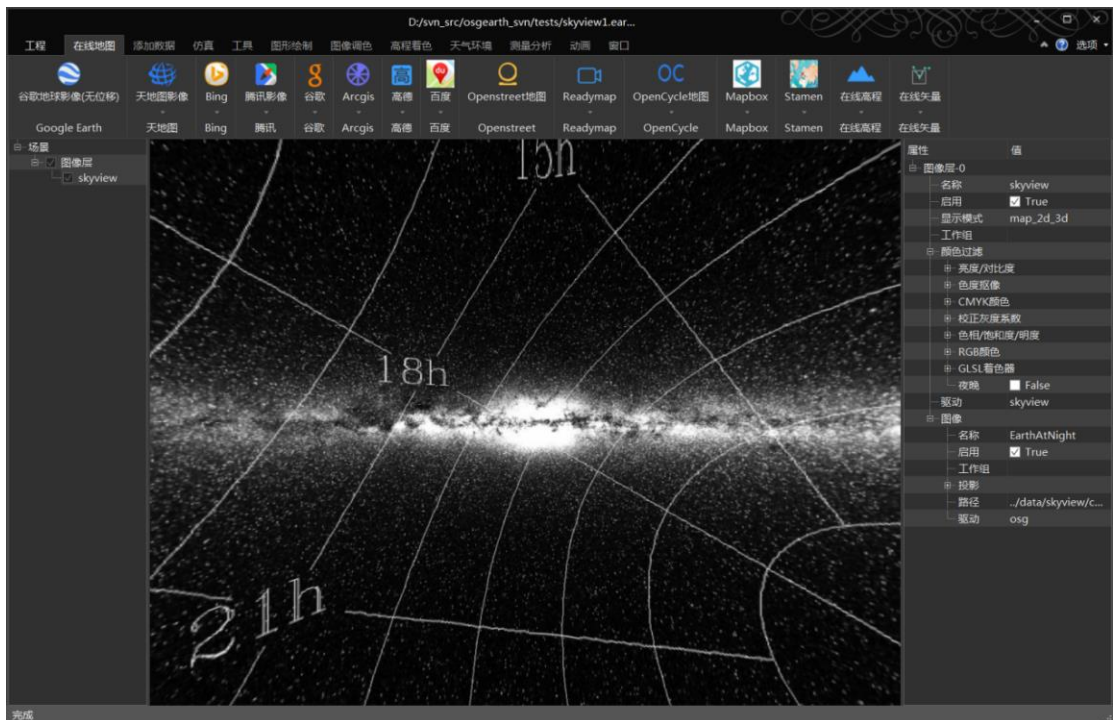 D:/svn_src/osgearth_svn/tests/skyview1.ear...
工程 在线地图 添加数据 仿真 工具 图形绘制 图像调色 高程着色 天气环境 测量分析 动画 窗口 选项
谷歌地球影像(无位移) 天地图影像 Bing 腾讯影像 谷歌 Arcgis 高德 百度 Openstreet地图 Readymap OpenCycle地图 Mapbox Stamen 在线高程 在线矢量
Google Earth 天地图 Bing 腾讯 谷歌 Arcgis 高德 百度 Openstreet Readymap OpenCycle Mapbox Stamen 在线高程 在线矢量
场景
图像层
skyview
15h
18h
21h
属性 值
图像层-0
名称 skyview
启用 True
显示模式 map_2d_3d
工作组
颜色过滤
亮度/对比度
色度抠像
CMYK颜色
校正灰度系数
色相/饱和度/明度
RGB颜色
GLSL着色器
夜晚 False
驱动 skyview
图像
名称 EarthAtNight
启用 True
工作组
投影
路径 ../data/skyview/c...
驱动 osg
完成